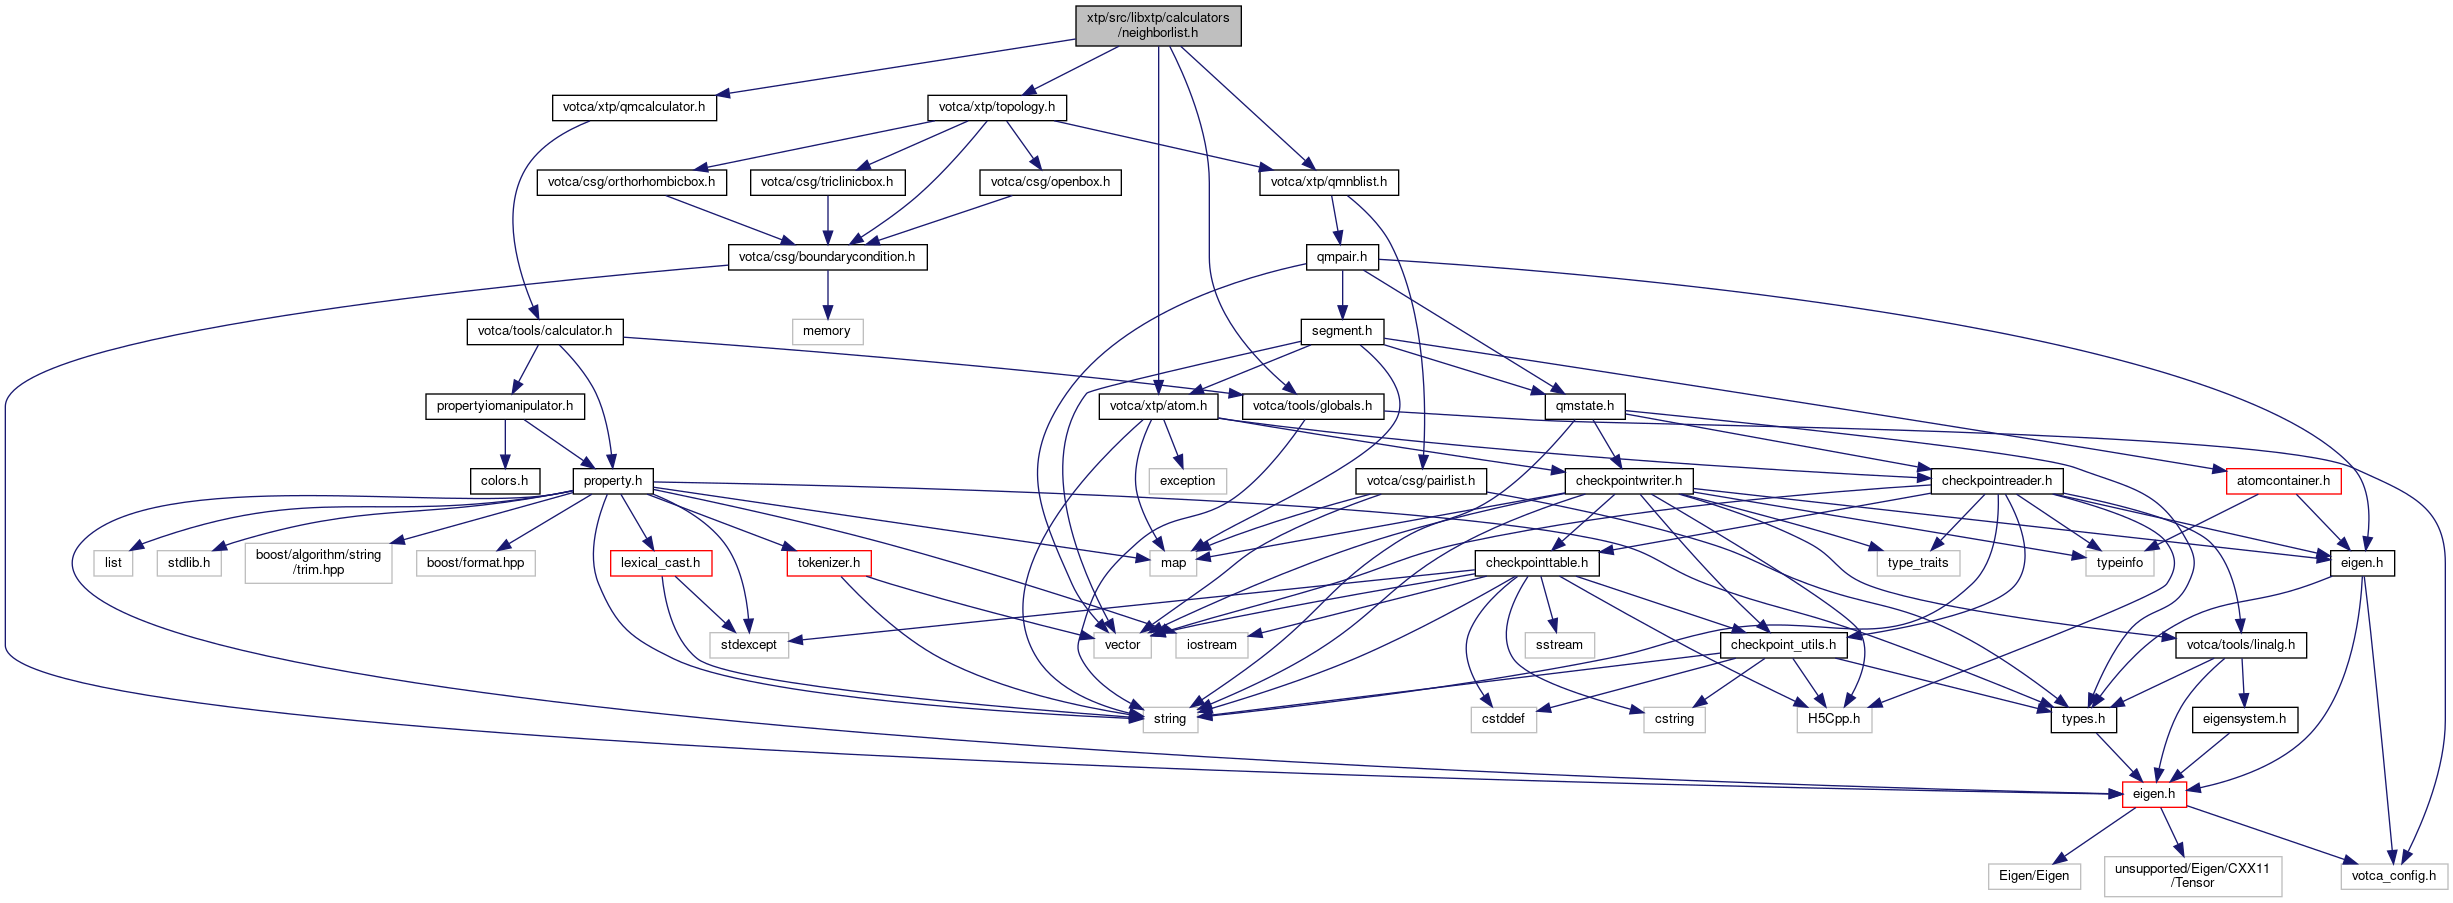 xtp/src/libxtp/calculators
/neighborlist.h
votca/xtp/qmcalculator.h
votca/xtp/topology.h
votca/csg/orthorhombicbox.h
votca/csg/triclinicbox.h
votca/csg/openbox.h
votca/xtp/qmnblist.h
votca/csg/boundarycondition.h
qmpair.h
votca/tools/calculator.h
memory
segment.h
propertyiomanipulator.h
votca/xtp/atom.h
votca/tools/globals.h
qmstate.h
colors.h
property.h
exception
votca/csg/pairlist.h
checkpointwriter.h
checkpointreader.h
atomcontainer.h
list
stdlib.h
boost/algorithm/string
/trim.hpp
boost/format.hpp
lexical_cast.h
tokenizer.h
map
checkpointtable.h
type_traits
typeinfo
eigen.h
stdexcept
vector
iostream
sstream
checkpoint_utils.h
votca/tools/linalg.h
string
cstddef
cstring
H5Cpp.h
types.h
eigensystem.h
eigen.h
Eigen/Eigen
unsupported/Eigen/CXX11
/Tensor
votca_config.h